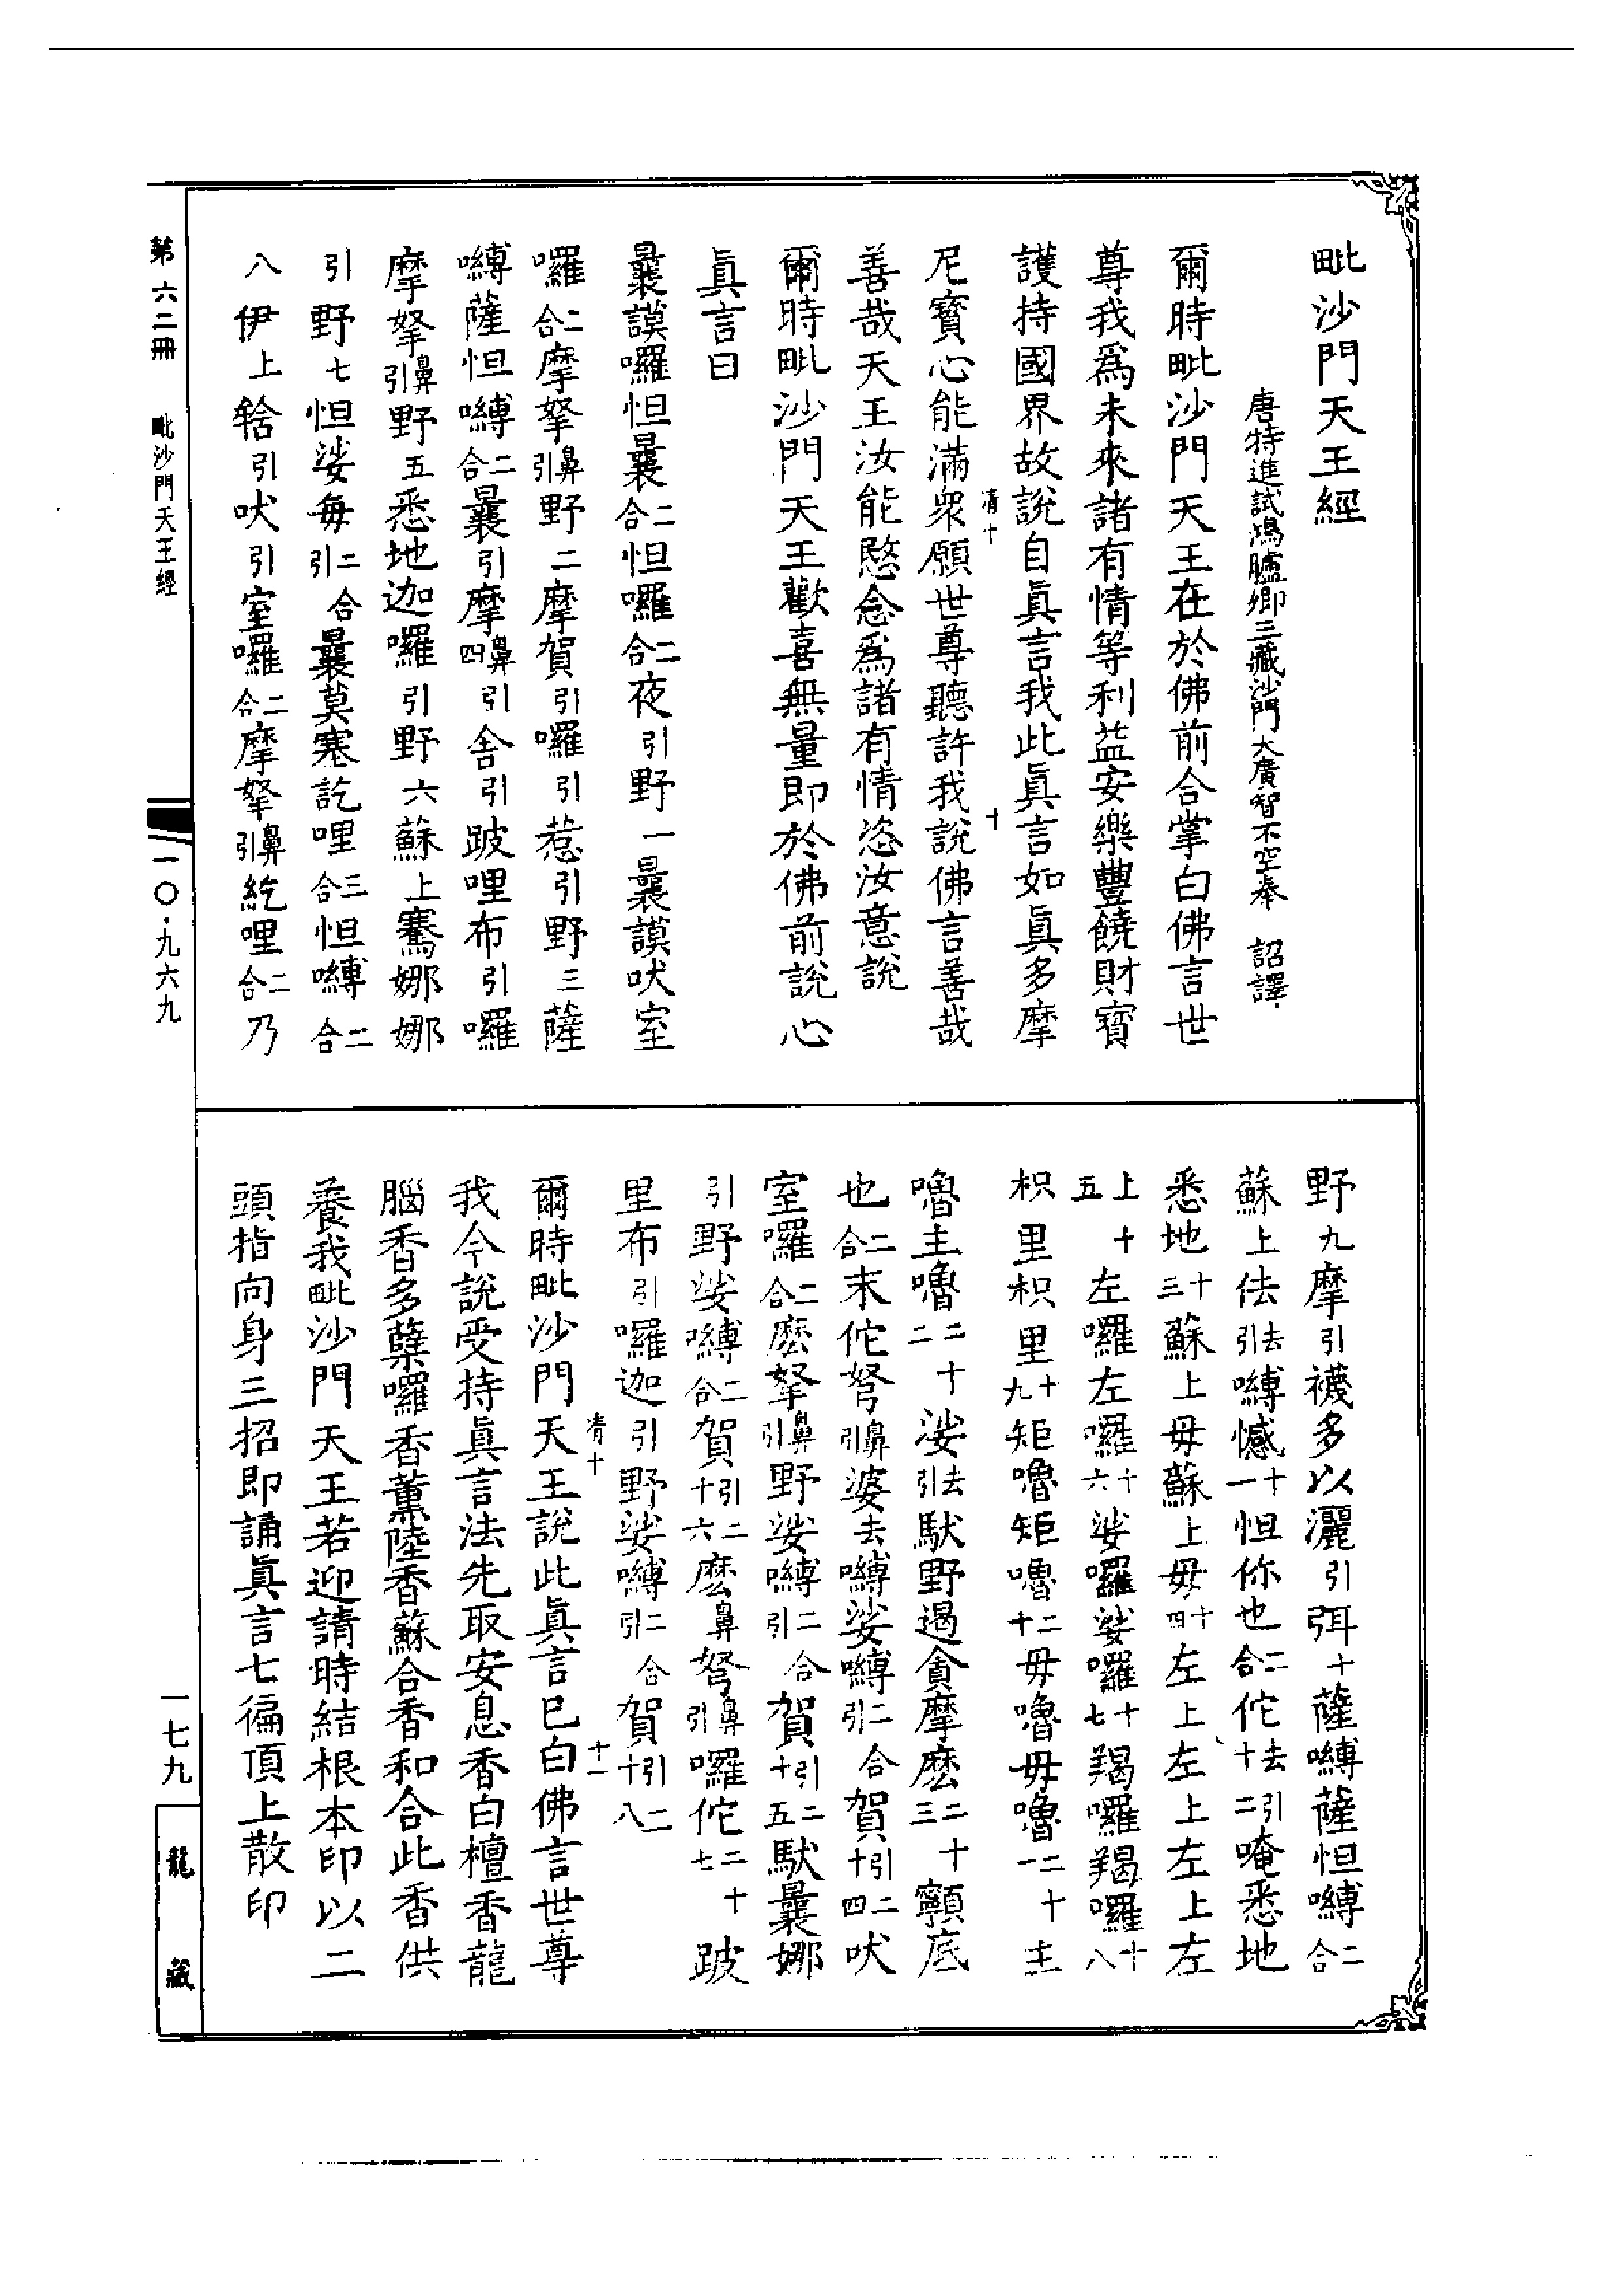 毗沙門天王經
唐特進試鴻臚卿三藏沙門大廣智不空奉 詔譯
爾時毗沙門天王在於佛前合掌白佛言世
尊我爲未來諸有情等利益安樂豐饒財寶
護持國界故說自眞言我此眞言如眞多摩
清十 十
尼寶心能滿衆願世尊聽許我說佛言善哉
善哉天王汝能愍念爲諸有情恣汝意說
爾時毗沙門天王歡喜無量即於佛前說心
眞言曰
曩謨囉怛曩二合怛囉二合夜引野一曩謨吠室
囉二合摩拏鼻引野二摩賀引囉引惹引野三薩
嚩薩怛嚩二合曩引摩鼻四引舍引跛哩布引囉
摩拏鼻引野五悉地迦囉引野六蘇上騫娜娜
引野七怛娑每二合引曩莫塞訖哩三合怛嚩二合
八伊上輅引吠引室囉二合摩拏鼻引紇哩二合乃
野九摩引襪多以灑引弭十薩嚩薩怛嚩二合
蘇上佉去引嚩憾十一怛你也二合佗去引十二唵悉地
悉地十三蘇上毋蘇上毋十四左上左上左上左
上十五左囉左囉十六娑囉娑囉十七羯囉羯囉十八
枳里枳里十九矩嚕矩嚕二十毋嚕毋嚕二十一主
嚕主嚕二十二娑去引馱野遏貪摩麽二十三顙底
也二合末佗弩鼻引婆去嚩娑嚩二合引賀引二十四吠
室囉二合麽拏鼻引野娑嚩二合引賀引二十五馱曩娜
引野娑嚩二合賀引二十六麽鼻弩鼻引囉佗二十七跛
里布引囉迦引野娑嚩二合引賀引二十八
爾時毗沙門天王說此眞言已白佛言世尊
清十 十一
我今說受持眞言法先取安息香白檀香龍
腦香多蘖囉香薰陸香蘇合香和合此香供
養我毗沙門天王若迎請時結根本印以二
頭指向身三招即誦眞言七徧頂上散印
第六二冊 毗沙門天王經
一〇·九六九
一七九
龍藏